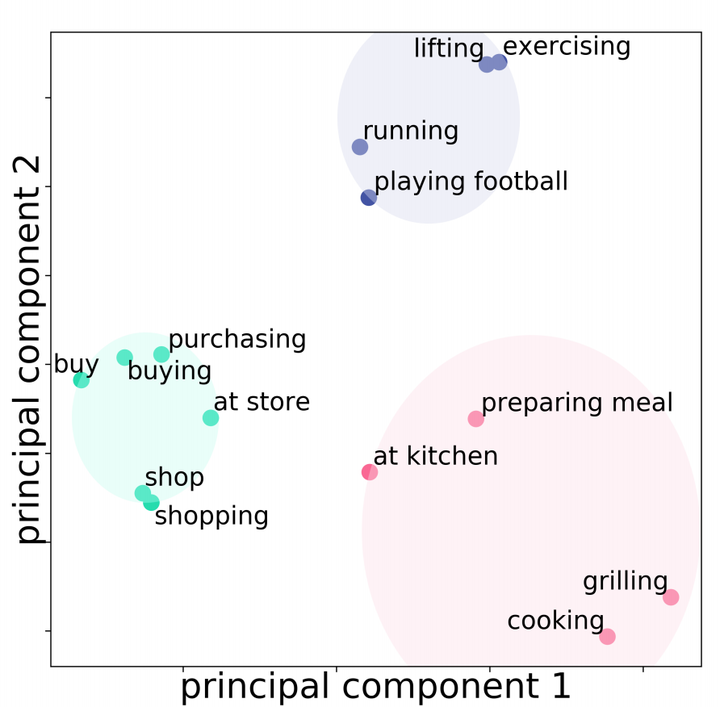 lifting
exercising
running
playing football
purchasing
buy
buying
at store
preparing meal
at kitchen
shop
shopping
grilling
cooking
principal component 2
principal component 1